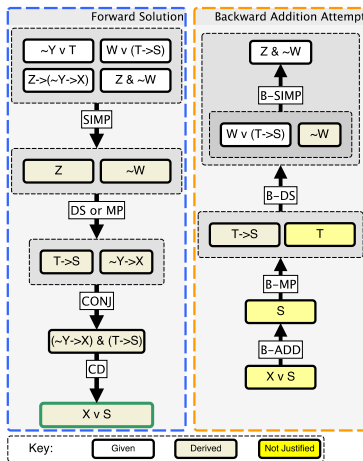 Forward Solution
~Y v T
W v (T->S)
Z->(~Y->X)
Z & ~W
SIMP
Z
~W
DS or MP
T->S
~Y->X
CONJ
(~Y->X) & (T->S)
CD
X v S
Backward Addition Attempt
Z & ~W
B-SIMP
W v (T->S)
~W
B-DS
T->S
T
B-MP
S
B-ADD
X v S
Key:
Given
Derived
Not Justified